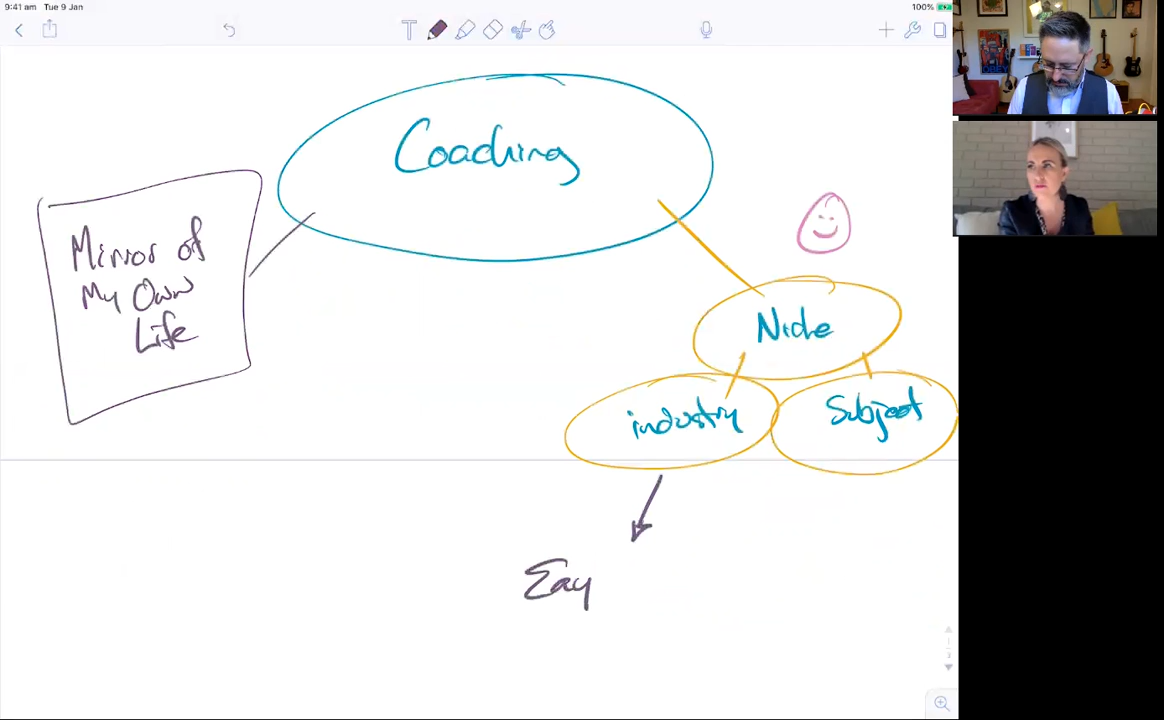 9:41 am Tue 9 Jan
100%
T
Coaching
Mirror of
My Own
Life
Niche
industry
Subject
Eay